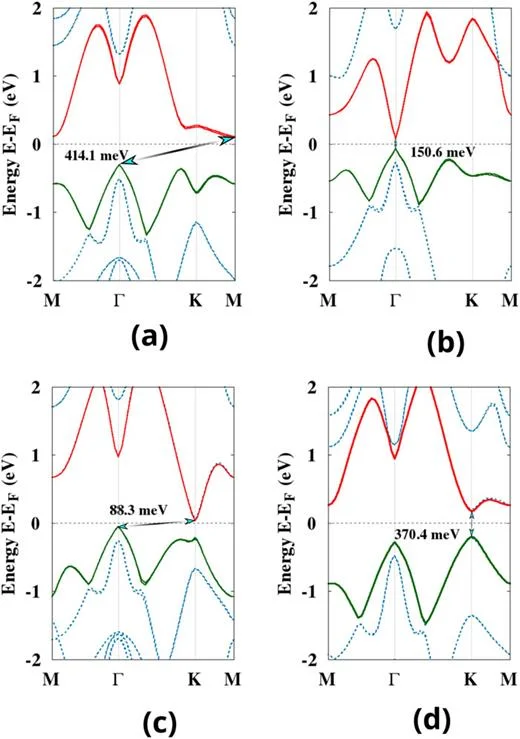 2
1
0
-1
-2
Energy E-E_F (eV)
414.1 meV
M Γ K M
(a)
2
1
0
-1
-2
Energy E-E_F (eV)
150.6 meV
M Γ K M
(b)
2
1
0
-1
-2
Energy E-E_F (eV)
88.3 meV
M Γ K M
(c)
2
1
0
-1
-2
Energy E-E_F (eV)
370.4 meV
M Γ K M
(d)